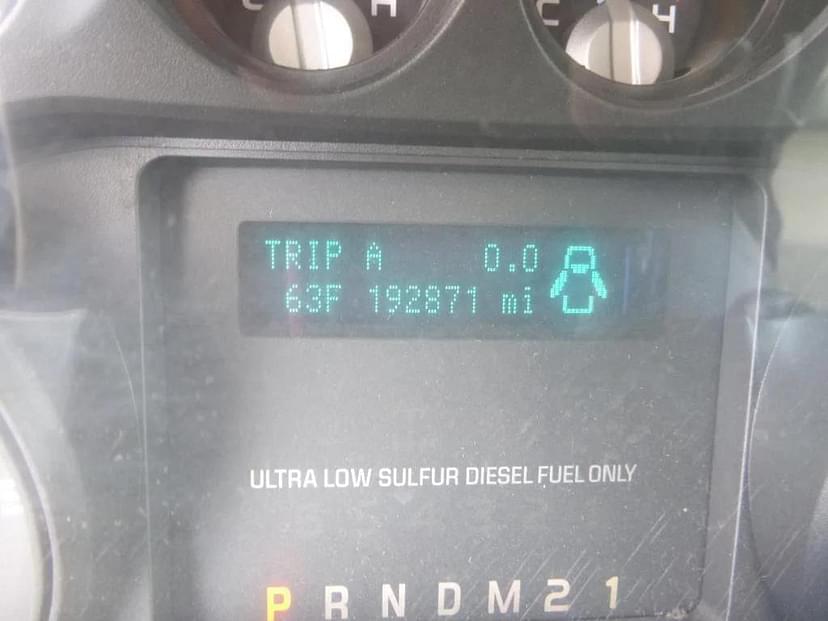 C H C H
TRIP A 0.0
63F 192871 mi
ULTRA LOW SULFUR DIESEL FUEL ONLY
P R N D M 2 1